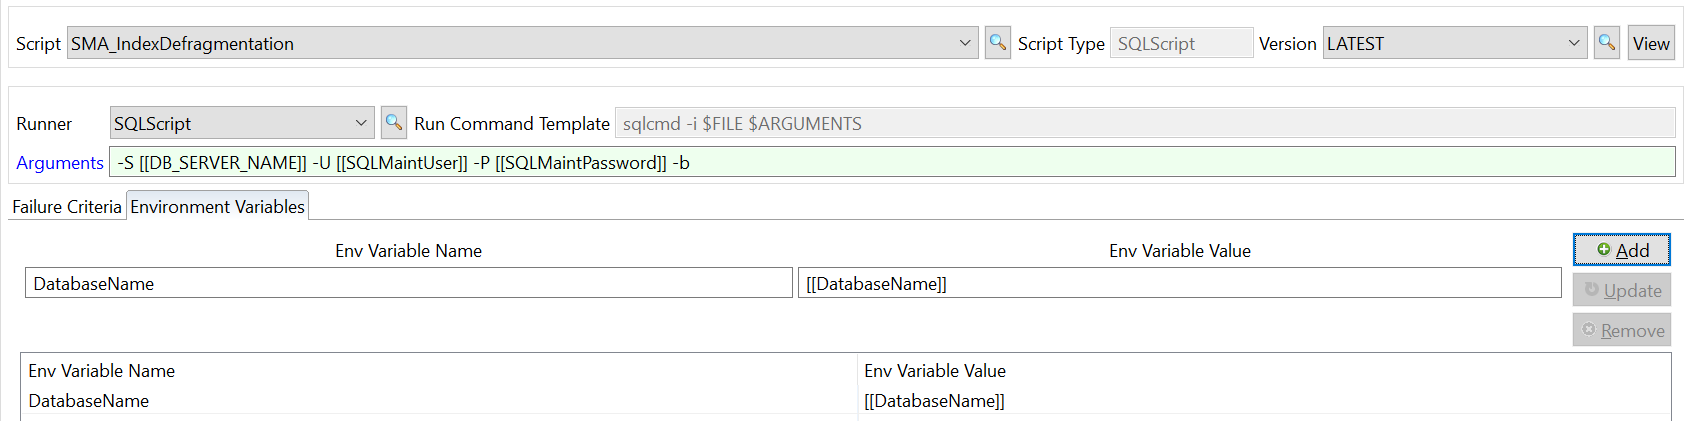 Script SMA_IndexDefragmentation Script Type SQLScript Version LATEST View
Runner SQLScript Run Command Template sqlcmd -i $FILE $ARGUMENTS
Arguments -S [[DB_SERVER_NAME]] -U [[SQLMaintUser]] -P [[SQLMaintPassword]] -b
Failure Criteria Environment Variables
Env Variable Name Env Variable Value Add
DatabaseName [[DatabaseName]] Update
Remove
Env Variable Name Env Variable Value
DatabaseName [[DatabaseName]]